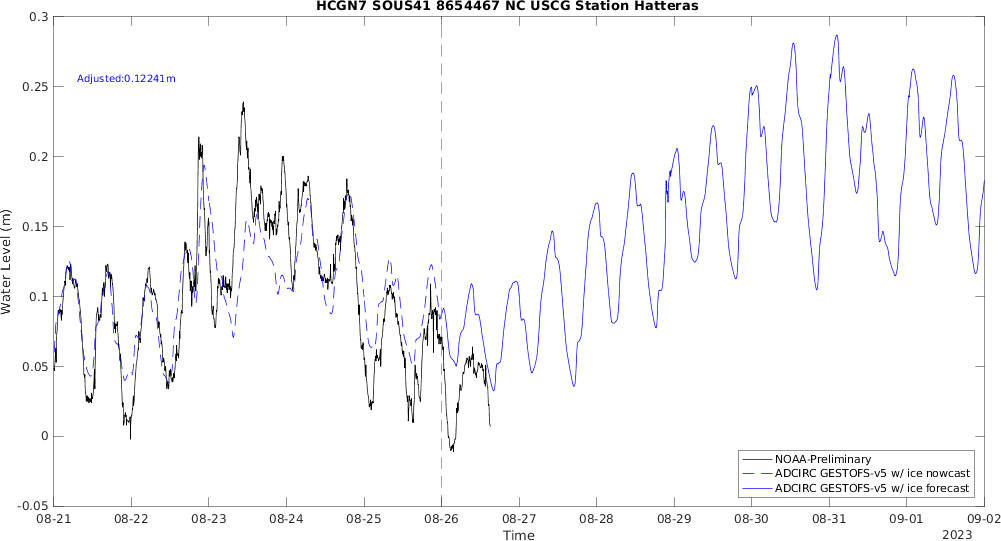 HCGN7 SOUS41 8654467 NC USCG Station Hatteras
0.3
Adjusted:0.12241m
0.25
0.2
0.15
Water Level (m)
0.1
0.05
0
NOAA-Preliminary
ADCIRC GESTOFS-v5 w/ ice nowcast
ADCIRC GESTOFS-v5 w/ ice forecast
-0.05
08-21 08-22 08-23 08-24 08-25 08-26 08-27 08-28 08-29 08-30 08-31 09-01 09-02
Time
2023